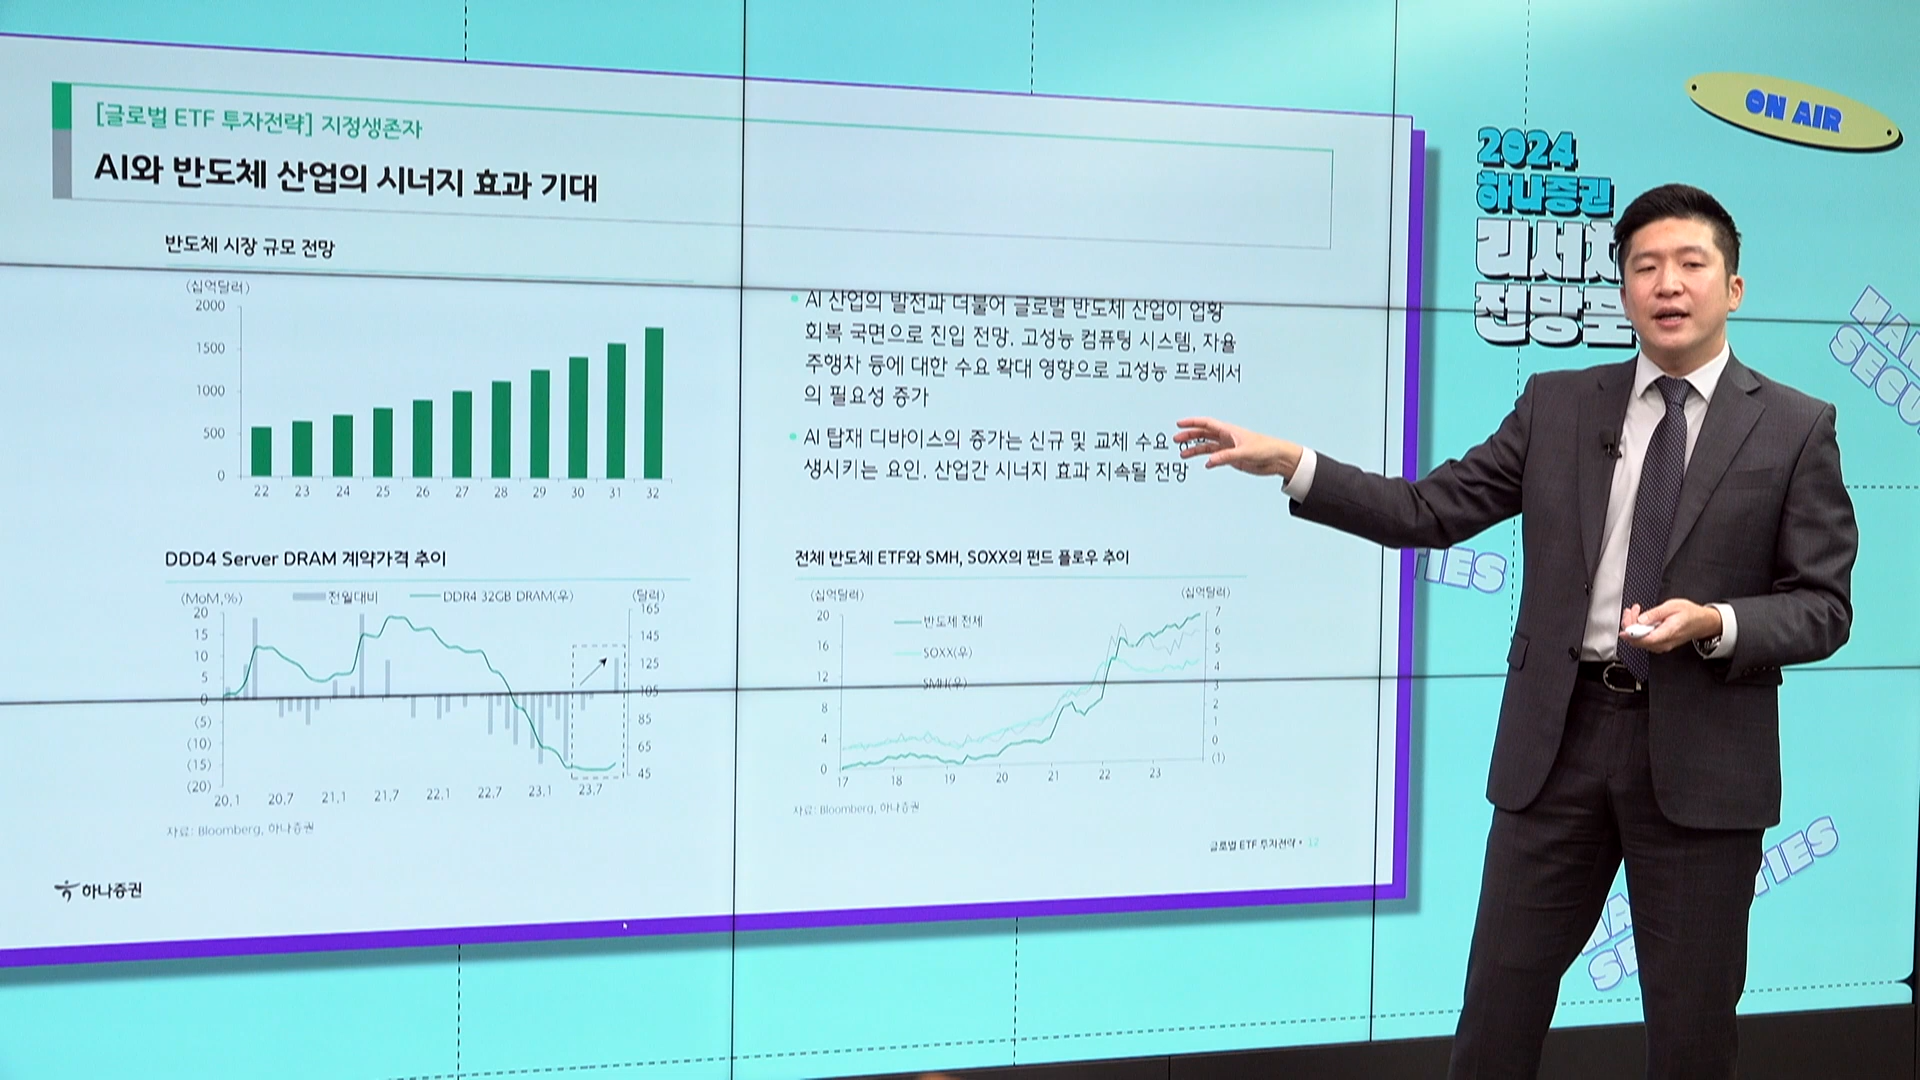 [글로벌 ETF 투자전략] 지정생존자
AI와 반도체 산업의 시너지 효과 기대
반도체 시장 규모 전망
(십억달러)
2000
1500
1000
500
0
22 23 24 25 26 27 28 29 30 31 32
• AI 산업의 발전과 더불어 글로벌 반도체 산업이 업황
회복 국면으로 진입 전망. 고성능 컴퓨팅 시스템, 자율
주행차 등에 대한 수요 확대 영향으로 고성능 프로세서
의 필요성 증가
• AI 탑재 디바이스의 증가는 신규 및 교체 수요
생시키는 요인. 산업간 시너지 효과 지속될 전망
DDD4 Server DRAM 계약가격 추이
(MoM,%)
전월대비
DDR4 32GB DRAM(우)
(달러)
20
15
10
5
0
(5)
(10)
(15)
(20)
165
145
125
105
85
65
45
20.1 20.7 21.1 21.7 22.1 22.7 23.1 23.7
자료: Bloomberg, 하나증권
전체 반도체 ETF와 SMH, SOXX의 펀드 플로우 추이
(십억달러)
(십억달러)
반도체 전체
SOXX(우)
SMH(우)
20
16
12
8
4
0
7
6
5
4
3
2
1
0
(1)
17 18 19 20 21 22 23
자료: Bloomberg, 하나증권
글로벌 ETF 투자전략 • 12
하나증권
ON AIR
2024
하나증권
리서치
전망포
TIES